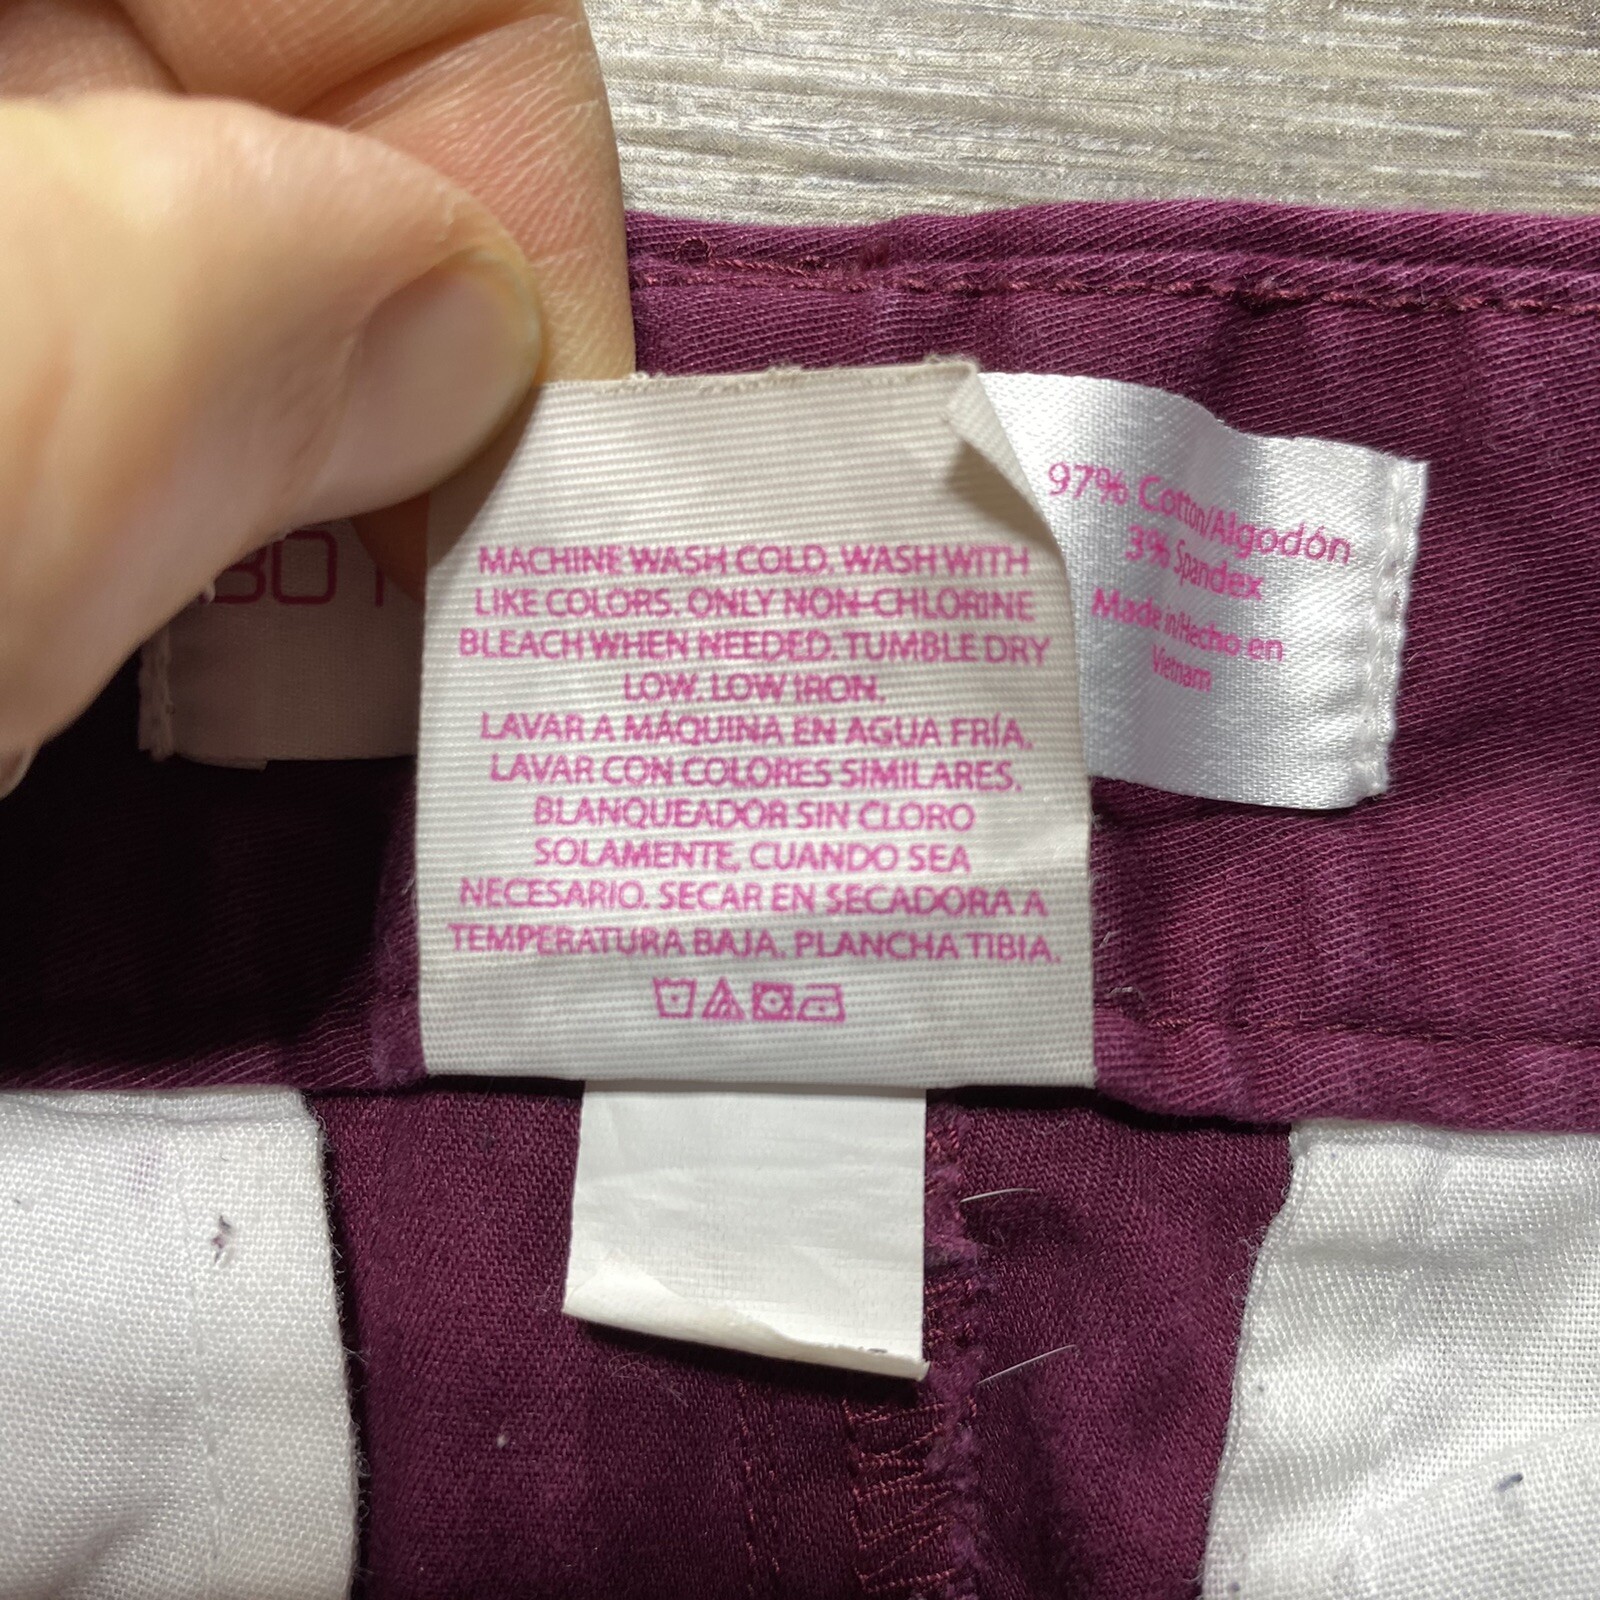 MACHINE WASH COLD. WASH WITH
LIKE COLORS. ONLY NON-CHLORINE
BLEACH WHEN NEEDED. TUMBLE DRY
LOW. LOW IRON.
LAVAR A MÁQUINA EN AGUA FRÍA.
LAVAR CON COLORES SIMILARES.
BLANQUEADOR SIN CLORO
SOLAMENTE, CUANDO SEA
NECESARIO. SECAR EN SECADORA A
TEMPERATURA BAJA. PLANCHA TIBIA.
97% Cotton/Algodón
3% Spandex
Made in/Hecho en
Vietnam